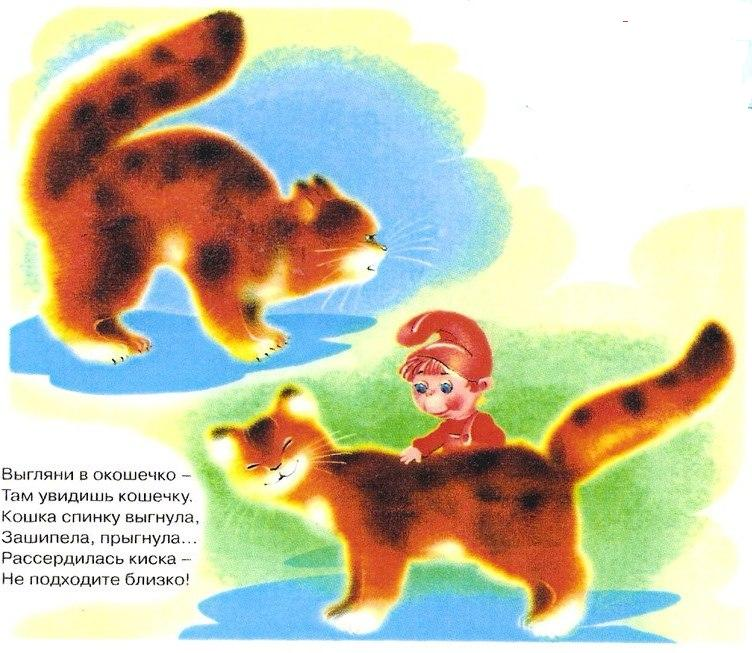 Выгляни в окошечко –
Там увидишь кошечку.
Кошка спинку выгнула,
Зашипела, прыгнула...
Рассердилась киска –
Не подходите близко!